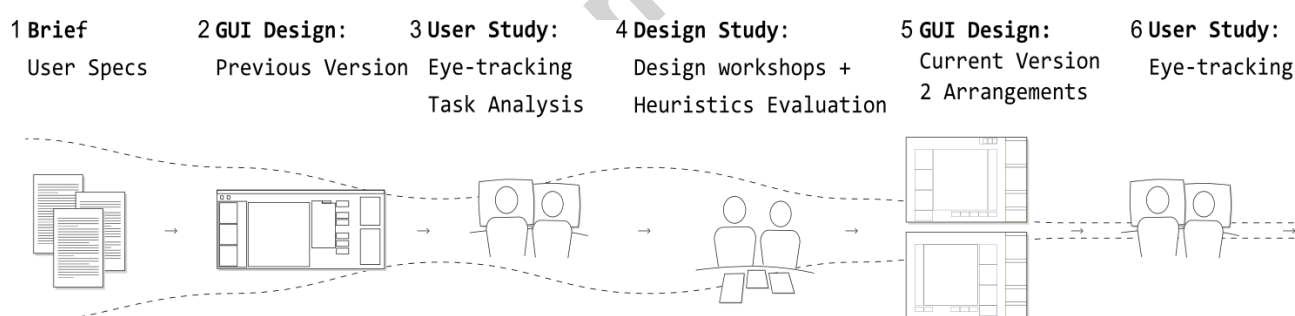 1 Brief
User Specs
2 GUI Design:
Previous Version
3 User Study:
Eye-tracking
Task Analysis
4 Design Study:
Design workshops +
Heuristics Evaluation
5 GUI Design:
Current Version
2 Arrangements
6 User Study:
Eye-tracking